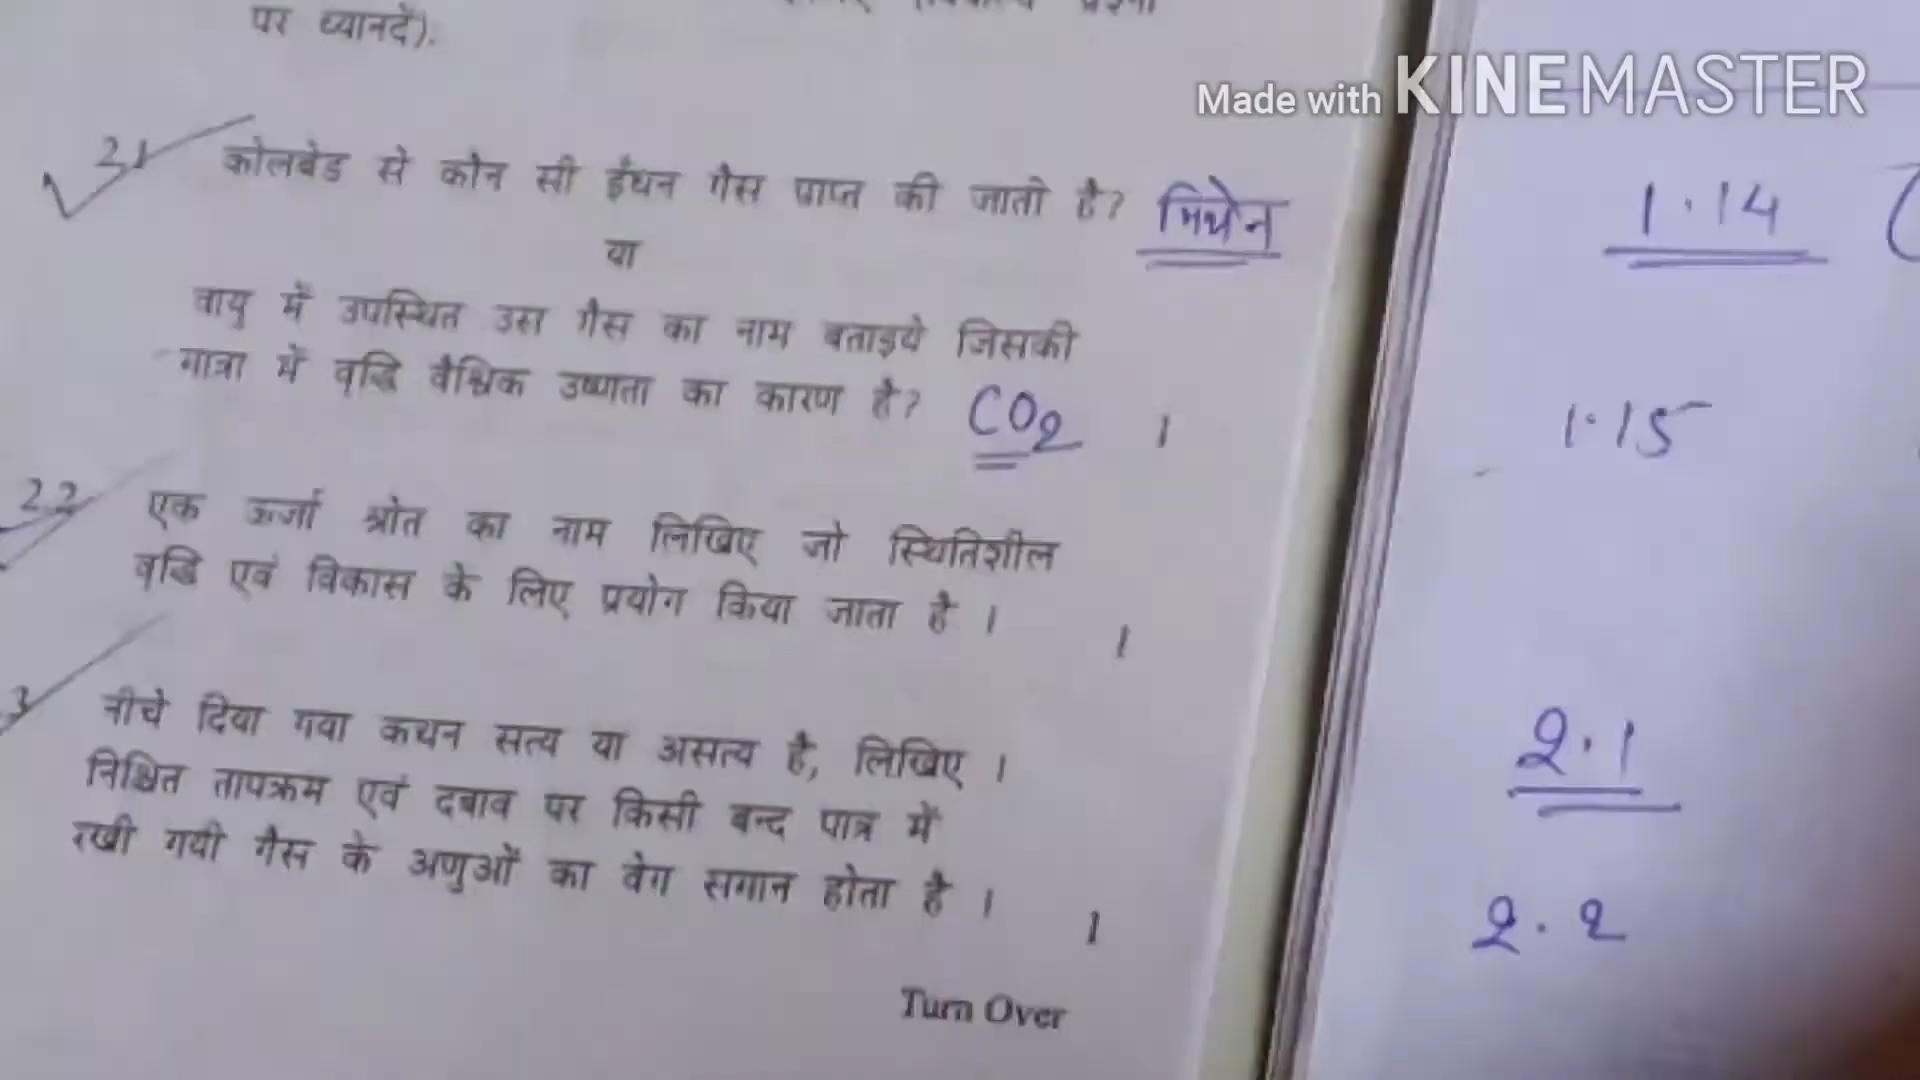 पर ध्यानदें).
Made with KINEMASTER
21 कोलबेड से कौन सी ईंधन गैस प्राप्त की जाती है? मिथेन
या
वायु में उपस्थित उस गैस का नाम बताइये जिसकी
मात्रा में वृद्धि वैश्विक उष्णता का कारण है? CO2 1
22 एक ऊर्जा श्रोत का नाम लिखिए जो स्थितिशील
वृद्धि एवं विकास के लिए प्रयोग किया जाता है । 1
3 नीचे दिया गया कथन सत्य या असत्य है, लिखिए ।
निश्चित तापक्रम एवं दबाव पर किसी बन्द पात्र में
रखी गयी गैस के अणुओं का वेग समान होता है । 1
Turn Over
1.14
1.15
2.1
2.2